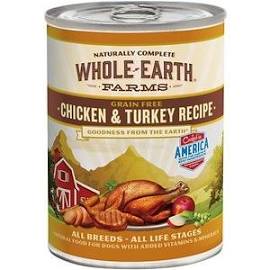 NATURALLY COMPLETE
WHOLE EARTH
FARMS
GRAIN FREE
CHICKEN & TURKEY RECIPE
GOODNESS FROM THE EARTH
AMERICA
ALL BREEDS - ALL LIFE STAGES
NATURAL FOOD FOR DOGS WITH ADDED VITAMINS & MINERALS